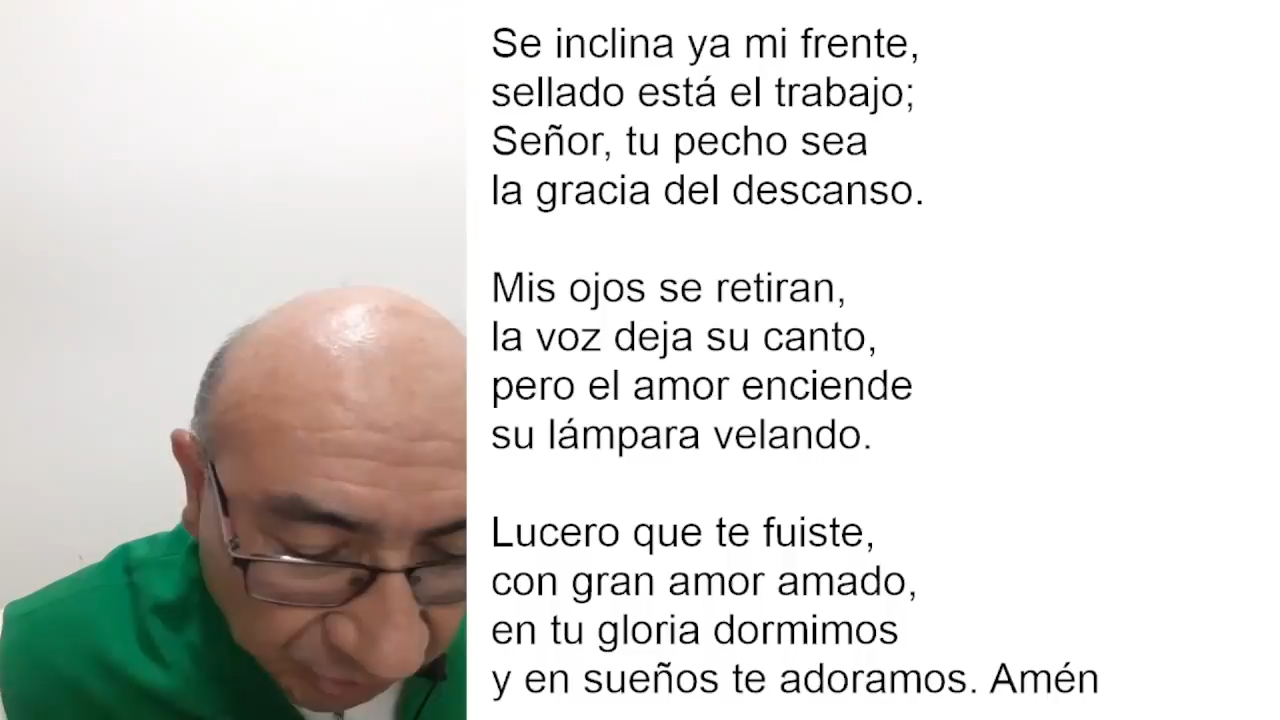 Se inclina ya mi frente,
sellado está el trabajo;
Señor, tu pecho sea
la gracia del descanso.
Mis ojos se retiran,
la voz deja su canto,
pero el amor enciende
su lámpara velando.
Lucero que te fuiste,
con gran amor amado,
en tu gloria dormimos
y en sueños te adoramos. Amén